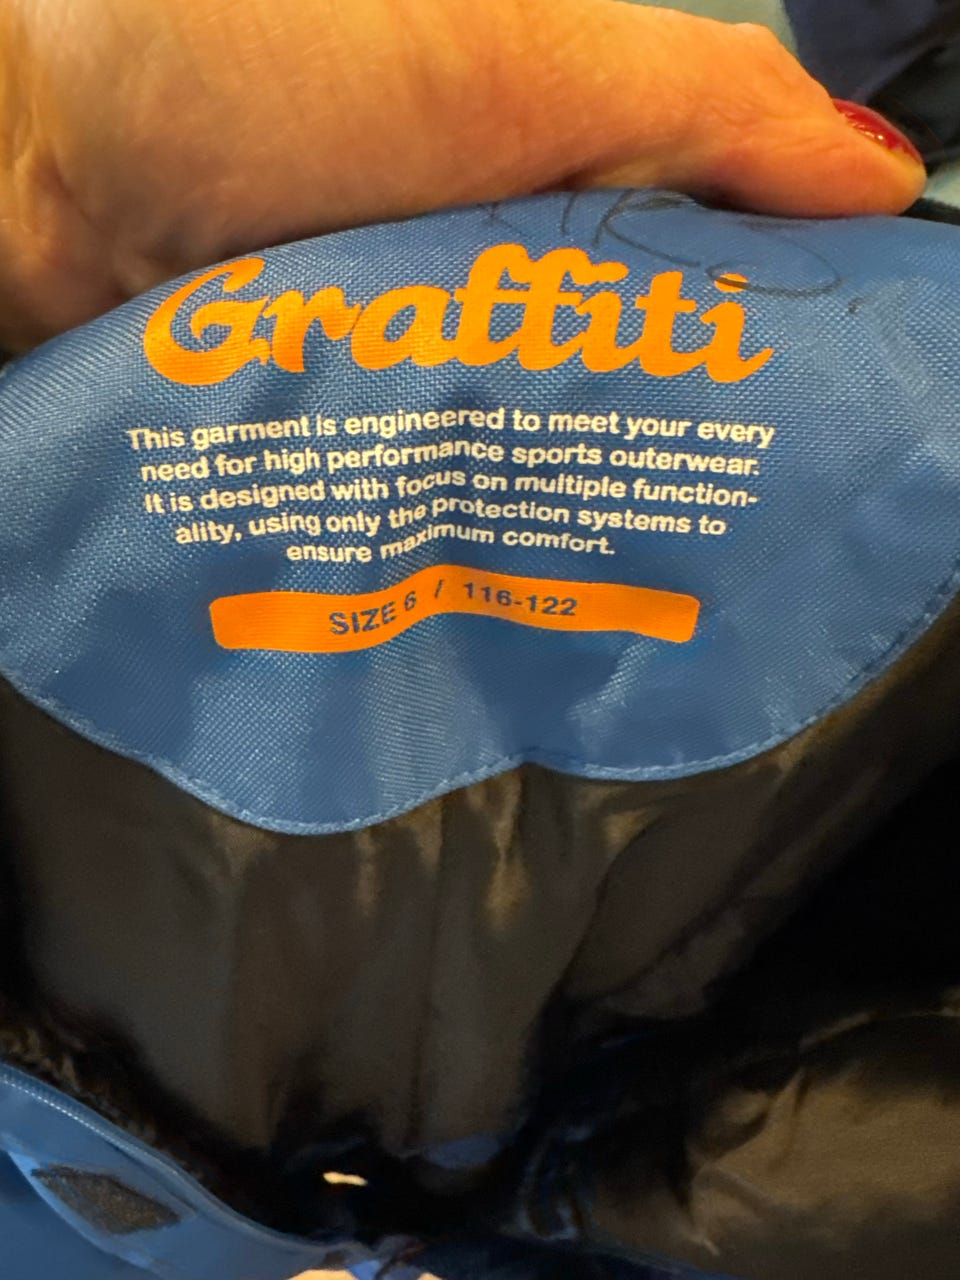 Graffiti
This garment is engineered to meet your every
need for high performance sports outerwear.
It is designed with focus on multiple function-
ality, using only the protection systems to
ensure maximum comfort.
SIZE 6 / 116-122